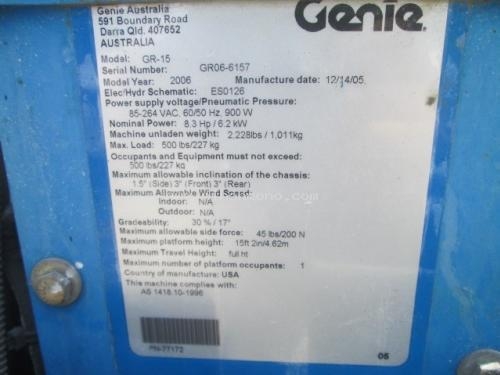 Genie Australia
591 Boundary Road
Darra Qld. 407652
AUSTRALIA
Genie
Model: GR-15
Serial Number: GR06-6157
Model Year: 2006 Manufacture date: 12/14/05
Elec/Hydr Schematic: ES0126
Power supply voltage/Pneumatic Pressure:
85-264 VAC, 60/50 Hz, 900 W
Nominal Power: 8.3 Hp / 6.2 kW
Machine unladen weight: 2,228lbs / 1,011kg
Max. Load: 500 lbs/227 kg
Occupants and Equipment must not exceed:
500 lbs/227 kg
Maximum allowable inclination of the chassis:
1.5° (Side) 3° (Front) 3° (Rear)
Maximum Allowable Wind Speed:
Indoor: N/A
Outdoor: N/A
Gradeability: 30 % / 17°
Maximum allowable side force: 45 lbs/200 N
Maximum platform height: 15ft 2in/4.62m
Maximum Travel Height: full ht
Maximum number of platform occupants: 1
Country of manufacture: USA
This machine complies with:
AS 1418.10-1996
PN-77172
05